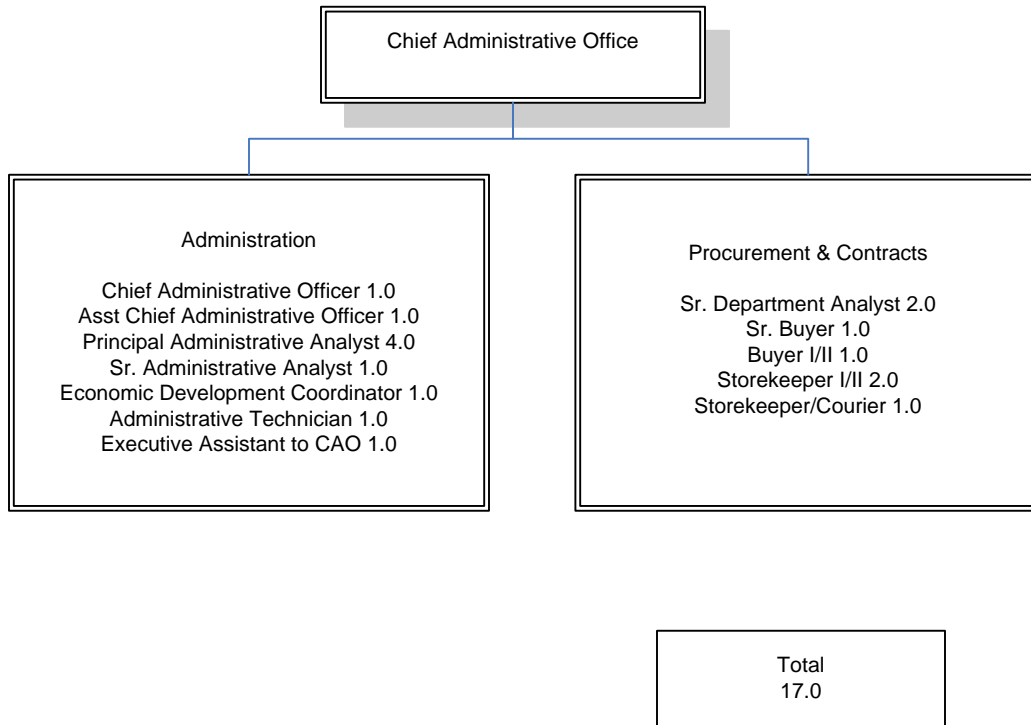 Chief Administrative Office
Administration
Chief Administrative Officer 1.0
Asst Chief Administrative Officer 1.0
Principal Administrative Analyst 4.0
Sr. Administrative Analyst 1.0
Economic Development Coordinator 1.0
Administrative Technician 1.0
Executive Assistant to CAO 1.0
Procurement & Contracts
Sr. Department Analyst 2.0
Sr. Buyer 1.0
Buyer I/II 1.0
Storekeeper I/II 2.0
Storekeeper/Courier 1.0
Total
17.0